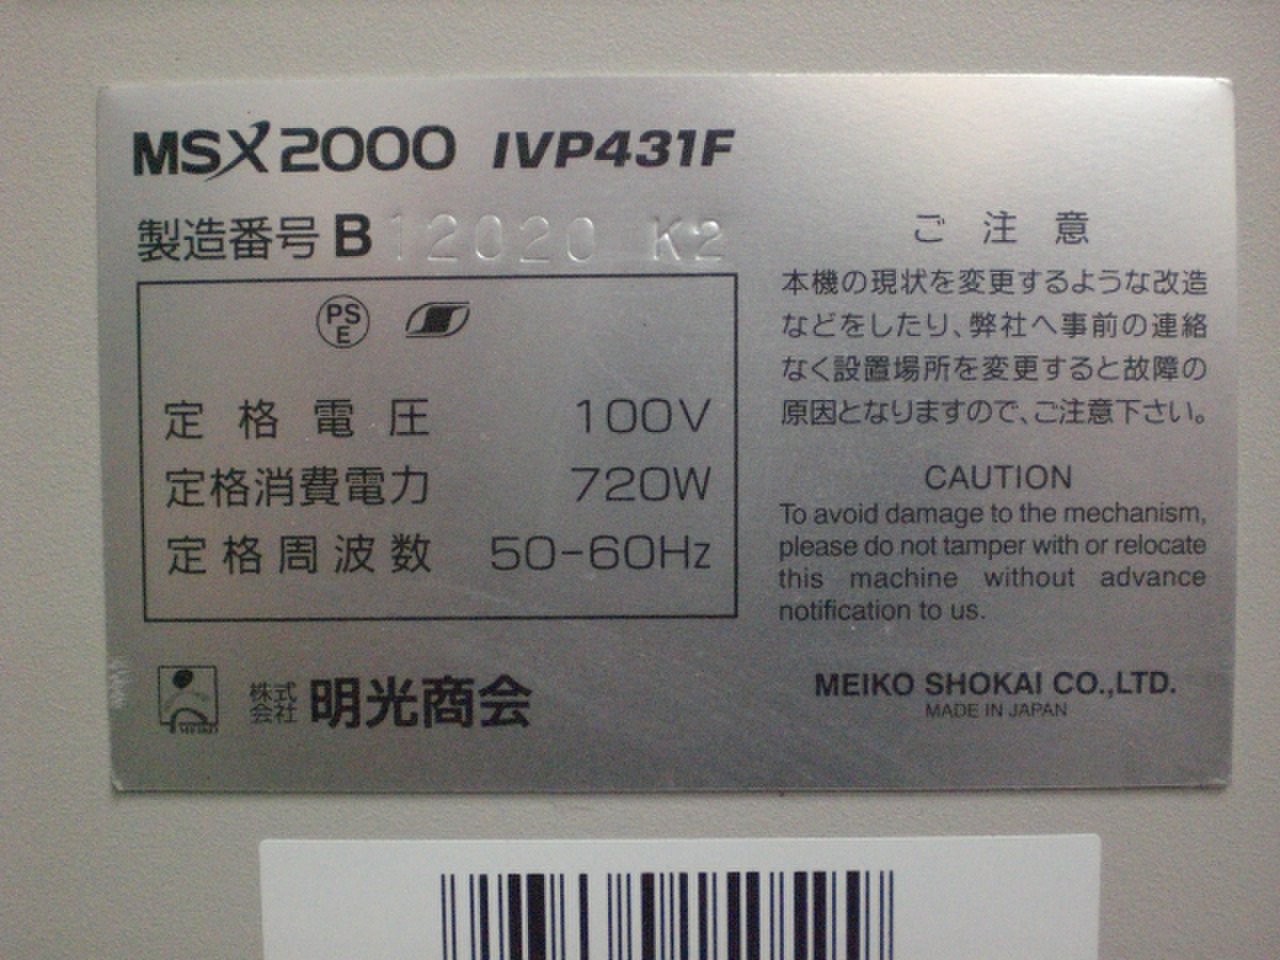 MSX2000 IVP431F
製造番号 B12020 K2
PS
E
定格電圧 100V
定格消費電力 720W
定格周波数 50-60Hz
ご注意
本機の現状を変更するような改造
などをしたり、弊社へ事前の連絡
なく設置場所を変更すると故障の
原因となりますので、ご注意下さい。
CAUTION
To avoid damage to the mechanism,
please do not tamper with or relocate
this machine without advance
notification to us.
MEIKO
株式
会社 明光商会
MEIKO SHOKAI CO.,LTD.
MADE IN JAPAN